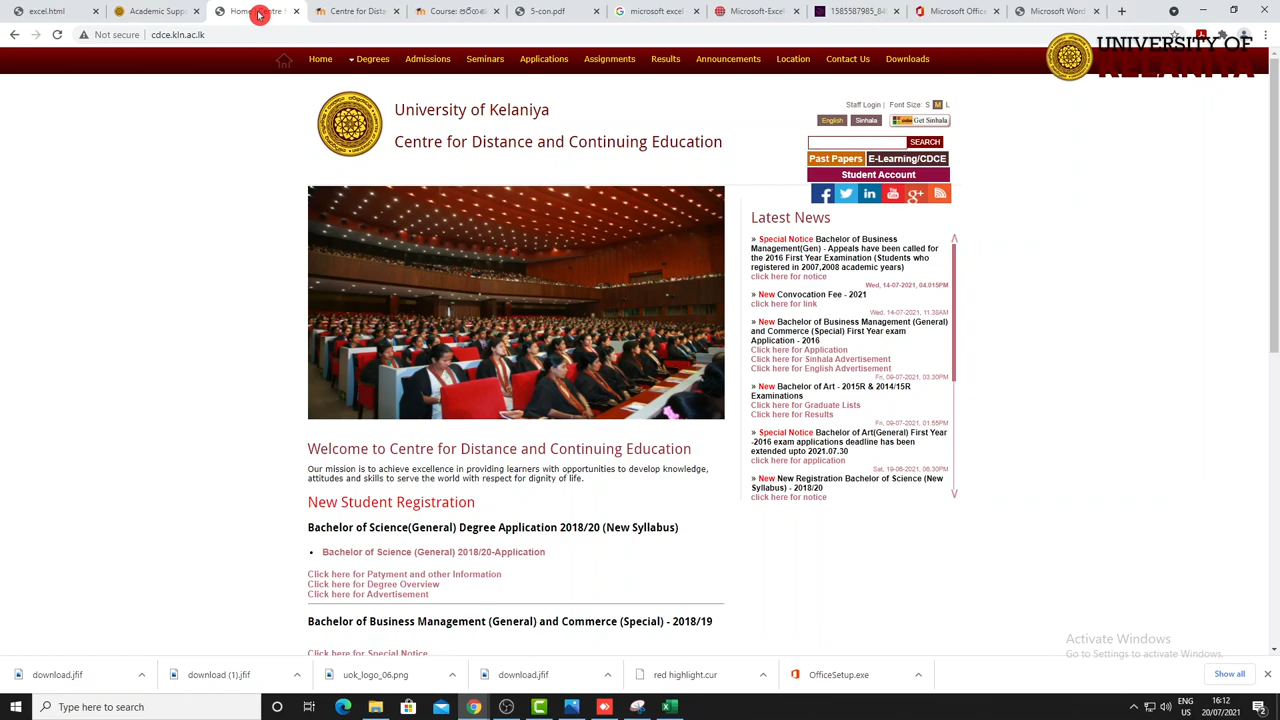 excel.html
Academic Supp
Home
Course:
5-con.pdf
microsoft excel
Microsoft-exce
1585587985_40
Microsoft Word
Not secure
cdcce.kln.ac.lk
UNIVERSITY OF
KELANIYA
Home
Degrees
Admissions
Seminars
Applications
Assignments
Results
Announcements
Location
Contact Us
Downloads
University of Kelaniya
Centre for Distance and Continuing Education
Staff Login | Font Size: S M L
English
Sinhala
Get Sinhala
SEARCH
Past Papers
E-Learning/CDCE
Student Account
Latest News
» Special Notice Bachelor of Business
Management(Gen) - Appeals have been called for
the 2016 First Year Examination (Students who
registered in 2007,2008 academic years)
click here for notice
Wed, 14-07-2021, 04.015PM
» New Convocation Fee - 2021
click here for link
Wed, 14-07-2021, 11.38AM
» New Bachelor of Business Management (General)
and Commerce (Special) First Year exam
Application - 2016
Click here for Application
Click here for Sinhala Advertisement
Click here for English Advertisement
Fri, 09-07-2021, 03.30PM
» New Bachelor of Art - 2015R & 2014/15R
Examinations
Click here for Graduate Lists
Click here for Results
Fri, 09-07-2021, 01.55PM
» Special Notice Bachelor of Art(General) First Year
-2016 exam applications deadline has been
extended upto 2021.07.30
click here for application
Sat, 19-06-2021, 06.30PM
» New New Registration Bachelor of Science (New
Syllabus) - 2018/20
click here for notice
Welcome to Centre for Distance and Continuing Education
Our mission is to achieve excellence in providing learners with opportunities to develop knowledge,
attitudes and skills to serve the world with respect for dignity of life.
New Student Registration
Bachelor of Science(General) Degree Application 2018/20 (New Syllabus)
• Bachelor of Science (General) 2018/20-Application
Click here for Patyment and other Information
Click here for Degree Overview
Click here for Advertisement
Bachelor of Business Management (General) and Commerce (Special) - 2018/19
Click here for Special Notice
Activate Windows
Go to Settings to activate Windows.
download.jfif
download (1).jfif
uok_logo_06.png
download.jfif
red highlight.cur
OfficeSetup.exe
Show all
Type here to search
ENG
US
16:12
20/07/2021
2